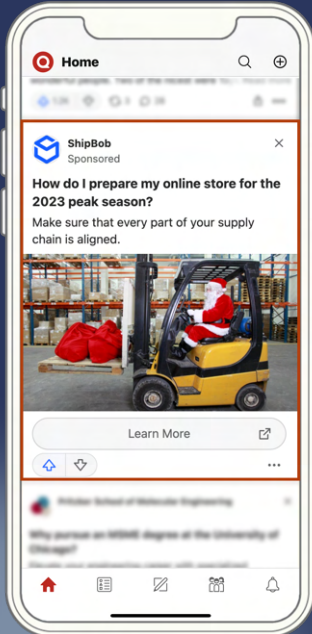 Home
ShipBob
Sponsored
How do I prepare my online store for the
2023 peak season?
Make sure that every part of your supply
chain is aligned.
Learn More